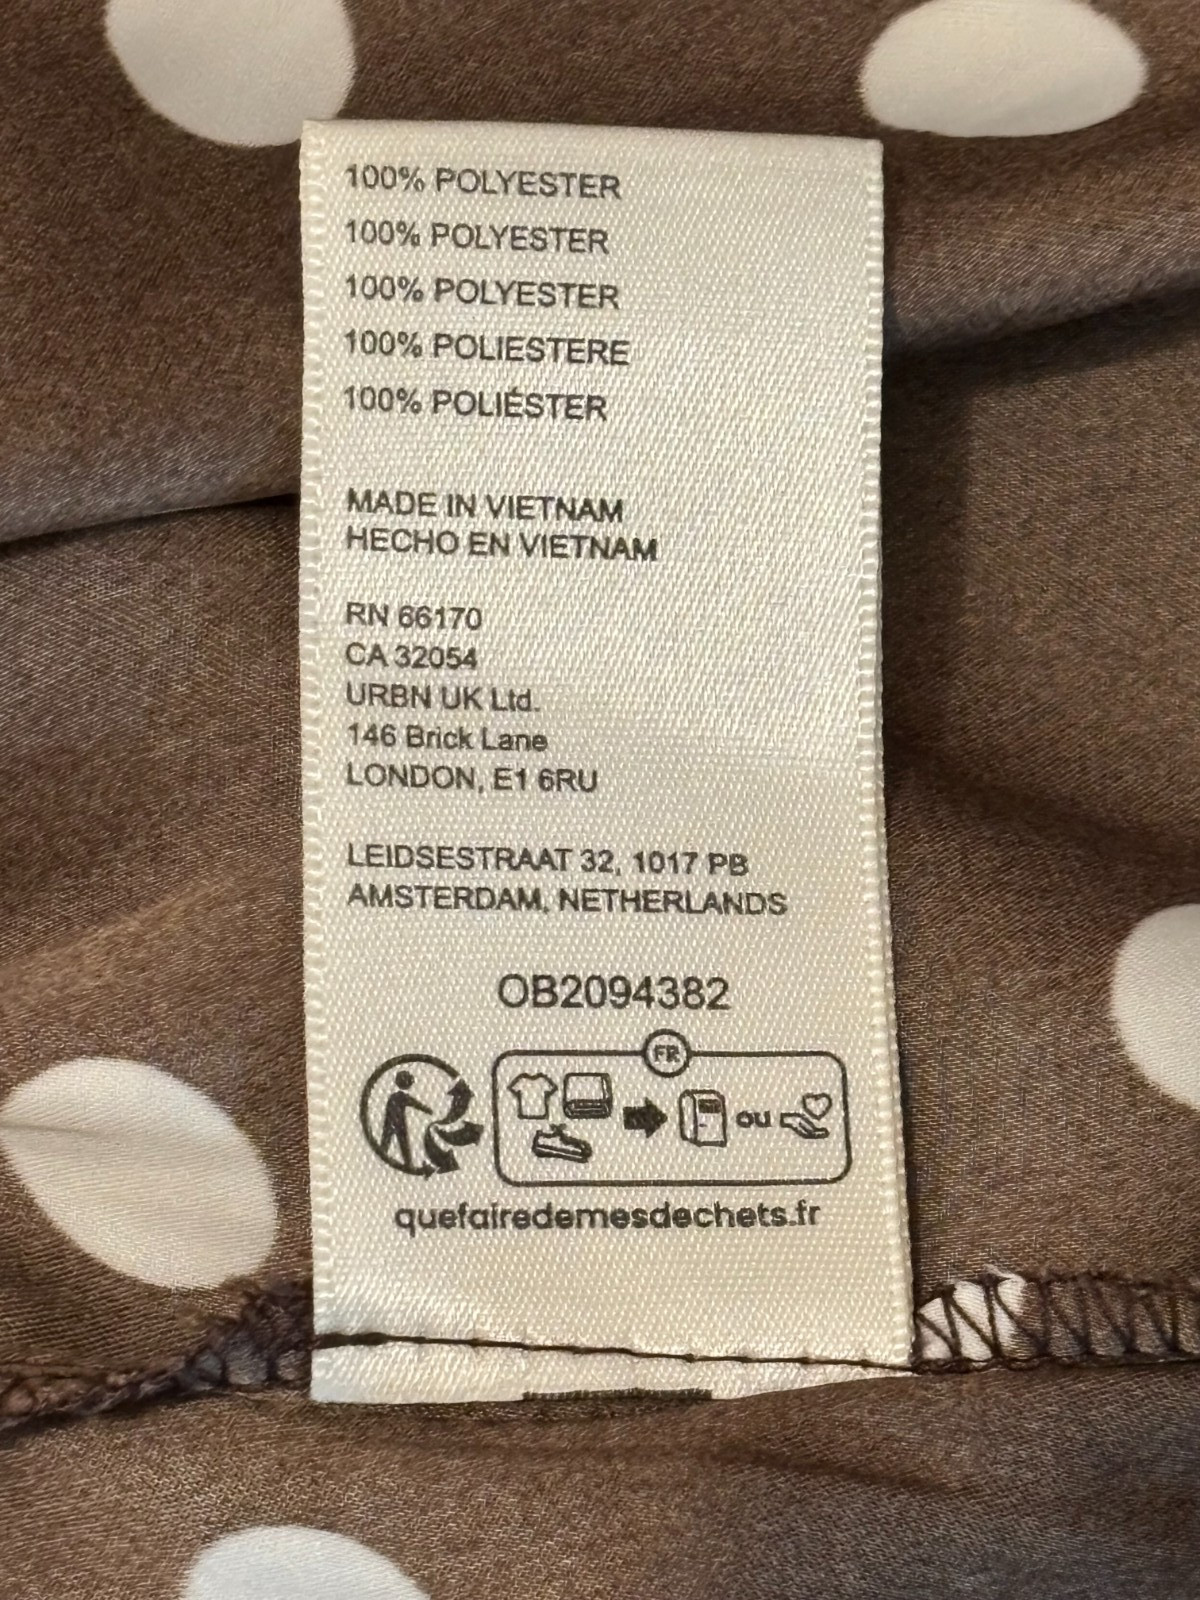 100% POLYESTER
100% POLYESTER
100% POLYESTER
100% POLIESTERE
100% POLIÉSTER
MADE IN VIETNAM
HECHO EN VIETNAM
RN 66170
CA 32054
URBN UK Ltd.
146 Brick Lane
LONDON, E1 6RU
LEIDSESTRAAT 32, 1017 PB
AMSTERDAM, NETHERLANDS
OB2094382
FR
ou
quefairedemesdechets.fr